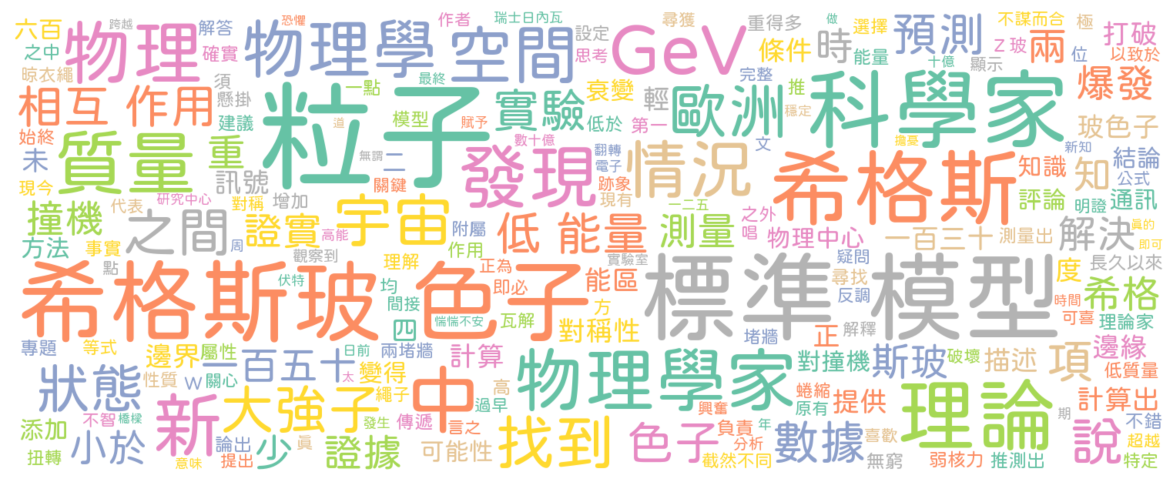 六百 物理 物理學 空間 GeV 時 預測 兩 打破
恐懼 跨越 作者 瑞士日內瓦 設定 尋獲 重得多 選擇 不謀而合 極
之中 解答 確實 思考 條件 能量 Z 玻 位 以致於
晾衣繩 須 懸掛 最終 一點 完整 推 十億 顯示 做
相互 作用 粒子 實驗 衰變 輕 歐洲 科學家 爆發
始終 建議 模型 賦予 低於 第一 穩定 玻色子
未 質量 重 道 數十億 翻轉 文 擔憂 新知 結論
無謂 二 發現 電子 情況 希格斯 知識 公式
現今 訊號 關鍵 跡象 知 評論 明證 通訊
研究中心 對稱 增加 現有 一二五
撞機 代表 之間 證實 宇宙 附屬 低 能量 測量 之外 唱 物理中心 一百三十 測量出 解決 眞的 即可
方法 事實 周 高能 作用 實驗室 疑問 長久以來
點 觀察到 理解 正為 能區 尋找 度 希格
希格斯玻 色子 伏特 均 即必 方 反調 標準 模型 時間
間接 四 惴惴不安 瓦解 對稱性 堵牆 正 解釋 可喜 理論家
專題 等式 邊界 屬性 一百五十 日前 兩堵牆 計算 物理學家 對撞機 斯玻 破壞 描述 項 邊緣
狀態 性質 w 關心 太 變得 繩子 高 蜷縮 低質量
不智 橋樑 新 大強子 中 過早 興奮 原有 提供 理論 計算出
添加 小於 發生 傳遞 言之 找到 負責 年 數據 喜歡 期 說 不錯
扭轉 論出 少 眞 證據 可能性 色子 分析 無窮 弱核力 推測出 超越
意味 提出 截然不同 特定